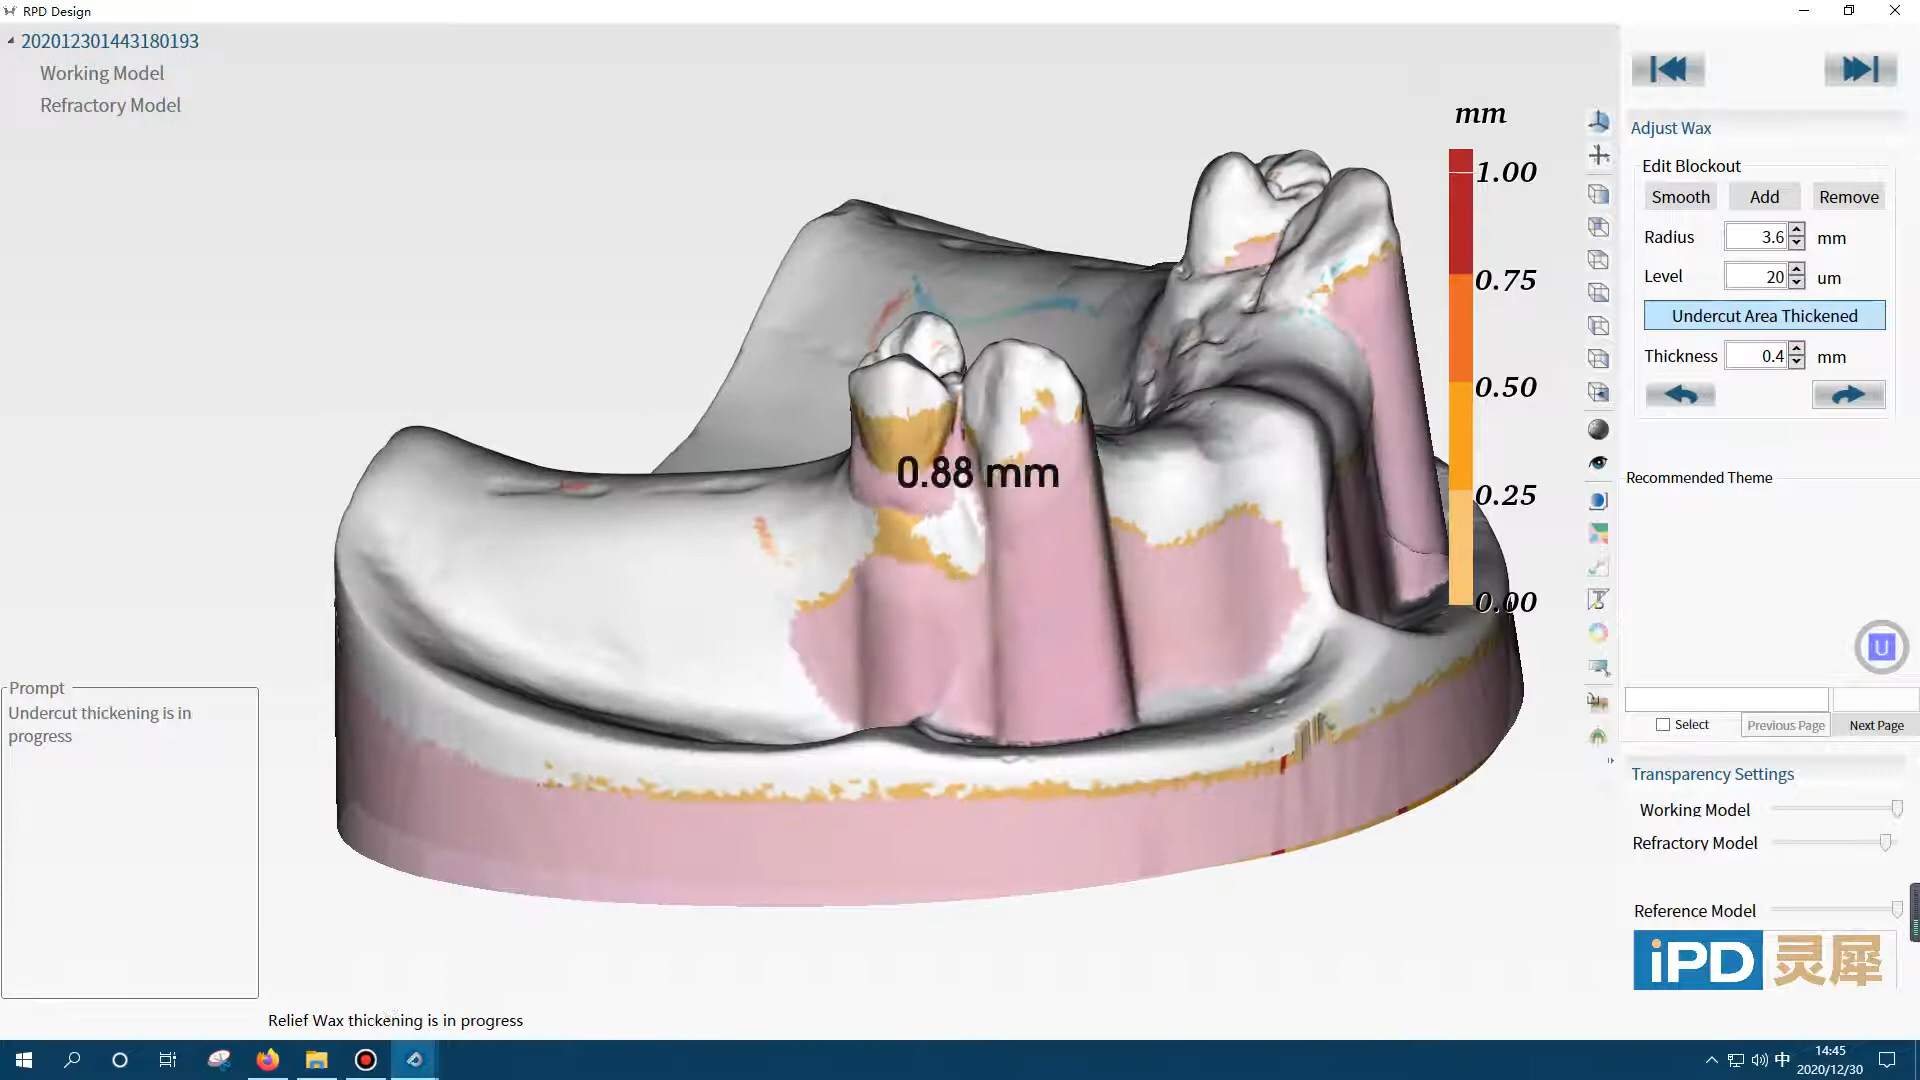 RPD Design
202012301443180193
Working Model
Refractory Model
mm
1.00
0.75
0.50
0.25
0.00
0.88 mm
Adjust Wax
Edit Blockout
Smooth Add Remove
Radius 3.6 mm
Level 20 um
Undercut Area Thickened
Thickness 0.4 mm
Recommended Theme
U
Select Previous Page Next Page
Transparency Settings
Working Model
Refractory Model
Reference Model
iPD 灵犀
Prompt
Undercut thickening is in
progress
Relief Wax thickening is in progress
中
14:45
2020/12/30